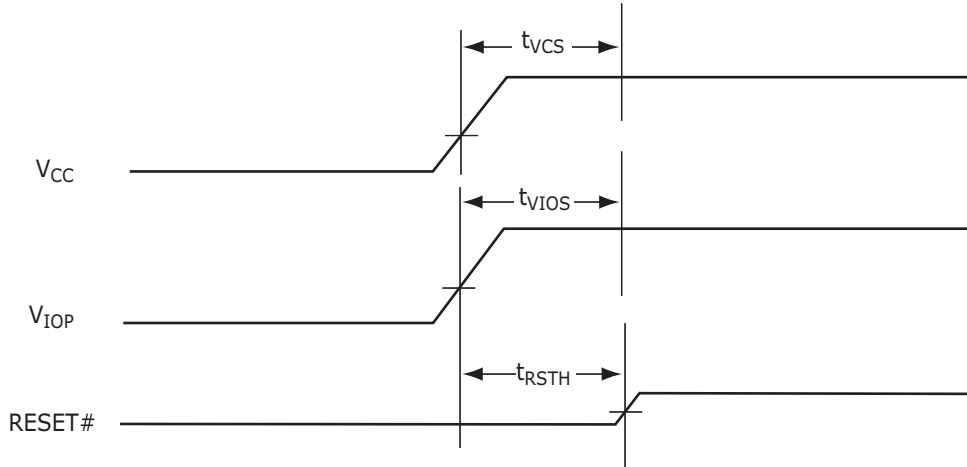 tVCS
VCC
tVIOS
VIOP
tRSTH
RESET#